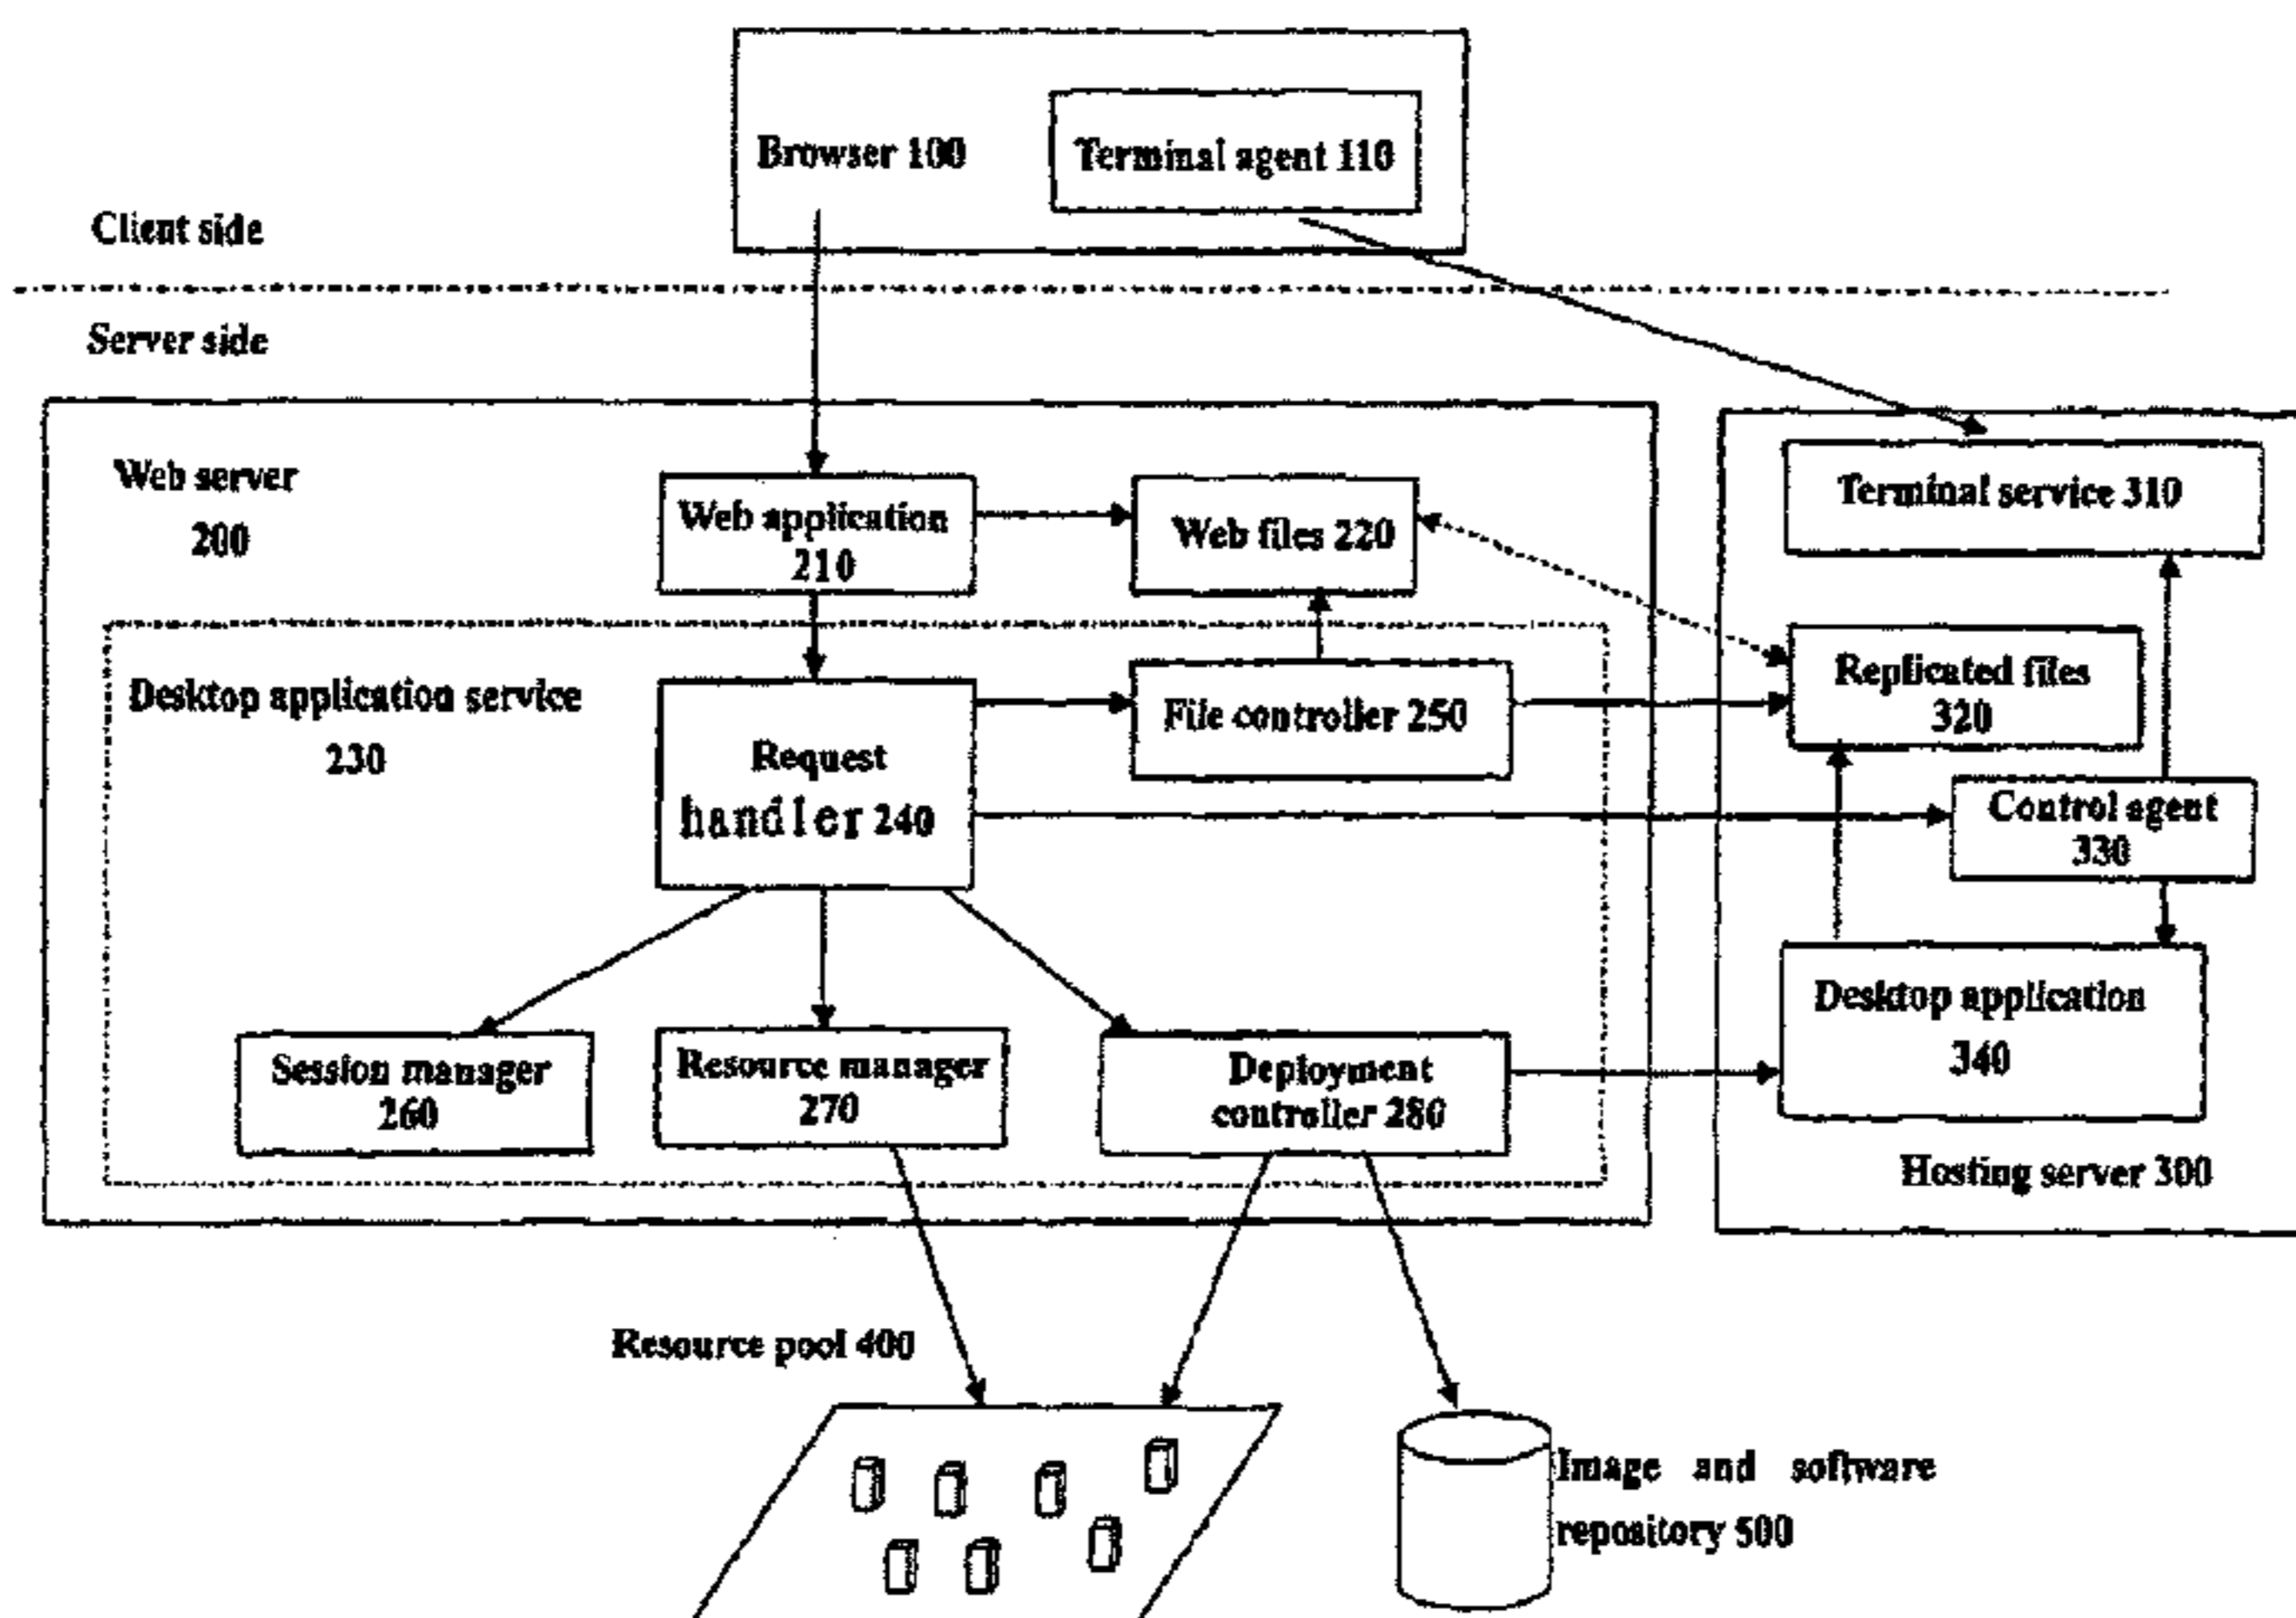 Browser 100
Terminal agent 110
Client side
Server side
Web server
200
Web application
210
Web files 220
Terminal service 310
Desktop application service
230
Request
handler 240
File controller 250
Replicated files
320
Control agent
330
Session manager
260
Resource manager
270
Deployment
controller 280
Desktop application
340
Hosting server 300
Resource pool 400
Image and software
repository 500